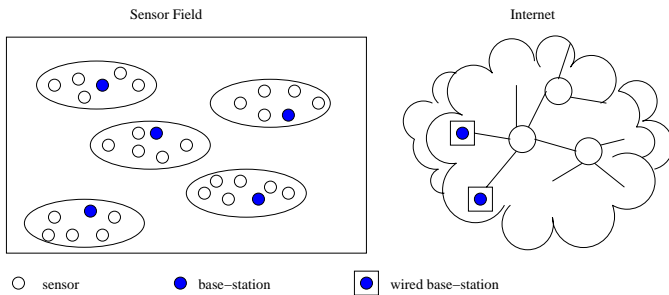 Sensor Field
Internet
sensor
base−station
wired base−station